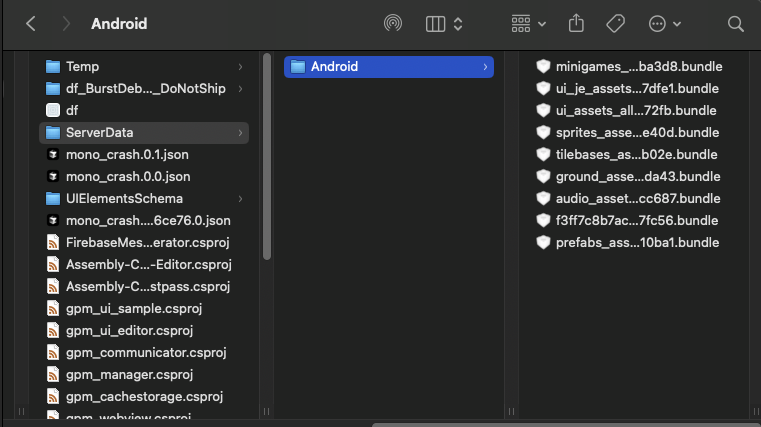 Android
Temp
df_BurstDeb..._DoNotShip
df
ServerData
mono_crash.0.1.json
mono_crash.0.0.json
UIElementsSchema
mono_crash....6ce76.0.json
FirebaseMes...erator.csproj
Assembly-C...-Editor.csproj
Assembly-C...stpass.csproj
gpm_ui_sample.csproj
gpm_ui_editor.csproj
gpm_communicator.csproj
gpm_manager.csproj
gpm_cachestorage.csproj
gpm_webview.csproj
Android
minigames_...ba3d8.bundle
ui_je_assets...7dfe1.bundle
ui_assets_all...72fb.bundle
sprites_asse...e40d.bundle
tilebases_as...b02e.bundle
ground_asse...da43.bundle
audio_asset...cc687.bundle
f3ff7c8b7ac...7fc56.bundle
prefabs_ass...10ba1.bundle